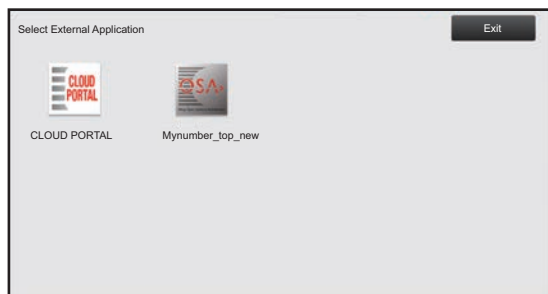 Select External Application
Exit
CLOUD
PORTAL
OSA
CLOUD PORTAL
Mynumber_top_new